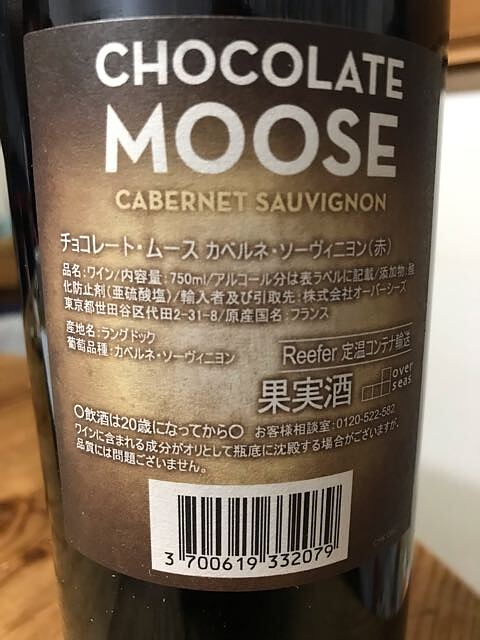 CHOCOLATE
MOOSE
CABERNET SAUVIGNON
チョコレート・ムース カベルネ・ソーヴィニヨン(赤)
品名:ワイン/内容量:750ml/アルコール分は表ラベルに記載/添加物:酸
化防止剤(亜硫酸塩)/輸入者及び引取先:株式会社オーバーシーズ
東京都世田谷区代田2-31-8/原産国名:フランス
産地名:ラングドック
葡萄品種:カベルネ・ソーヴィニヨン
Reefer 定温コンテナ輸送
果実酒
over
seas
〇飲酒は20歳になってから〇 お客様相談室:0120-522-582
ワインに含まれる成分がオリとして瓶底に沈殿する場合がございますが、
品質には問題ございません。
3 700619 332079